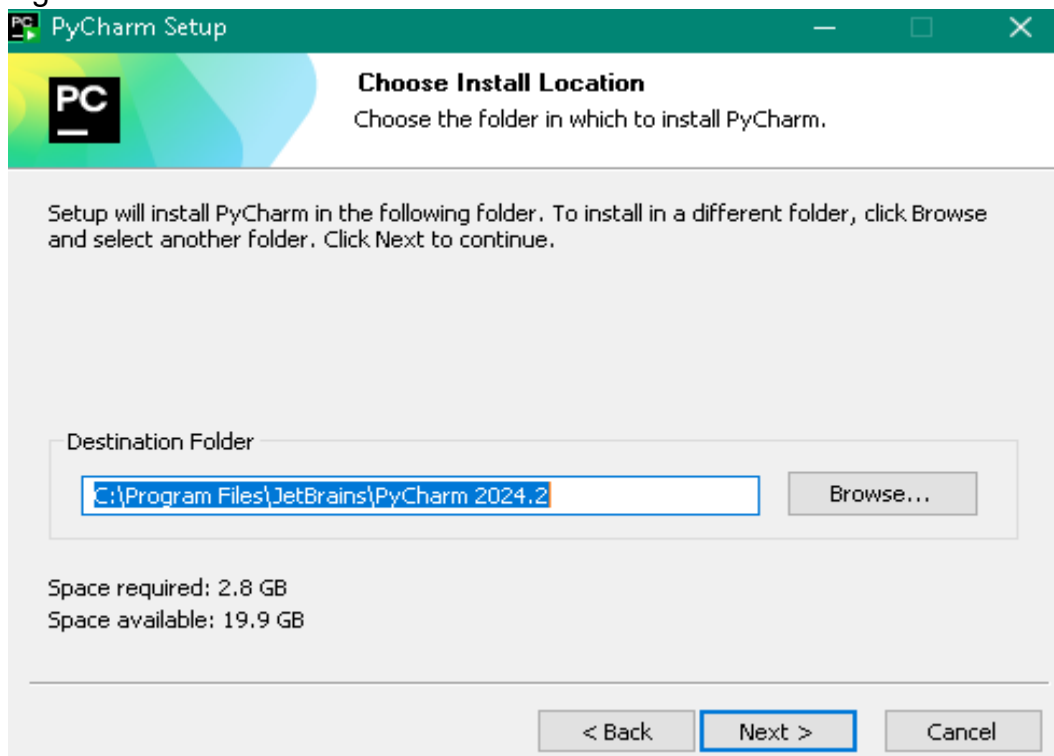 PyCharm Setup
PC
Choose Install Location
Choose the folder in which to install PyCharm.
Setup will install PyCharm in the following folder. To install in a different folder, click Browse
and select another folder. Click Next to continue.
Destination Folder
C:\Program Files\JetBrains\PyCharm 2024.2
Browse...
Space required: 2.8 GB
Space available: 19.9 GB
< Back
Next >
Cancel